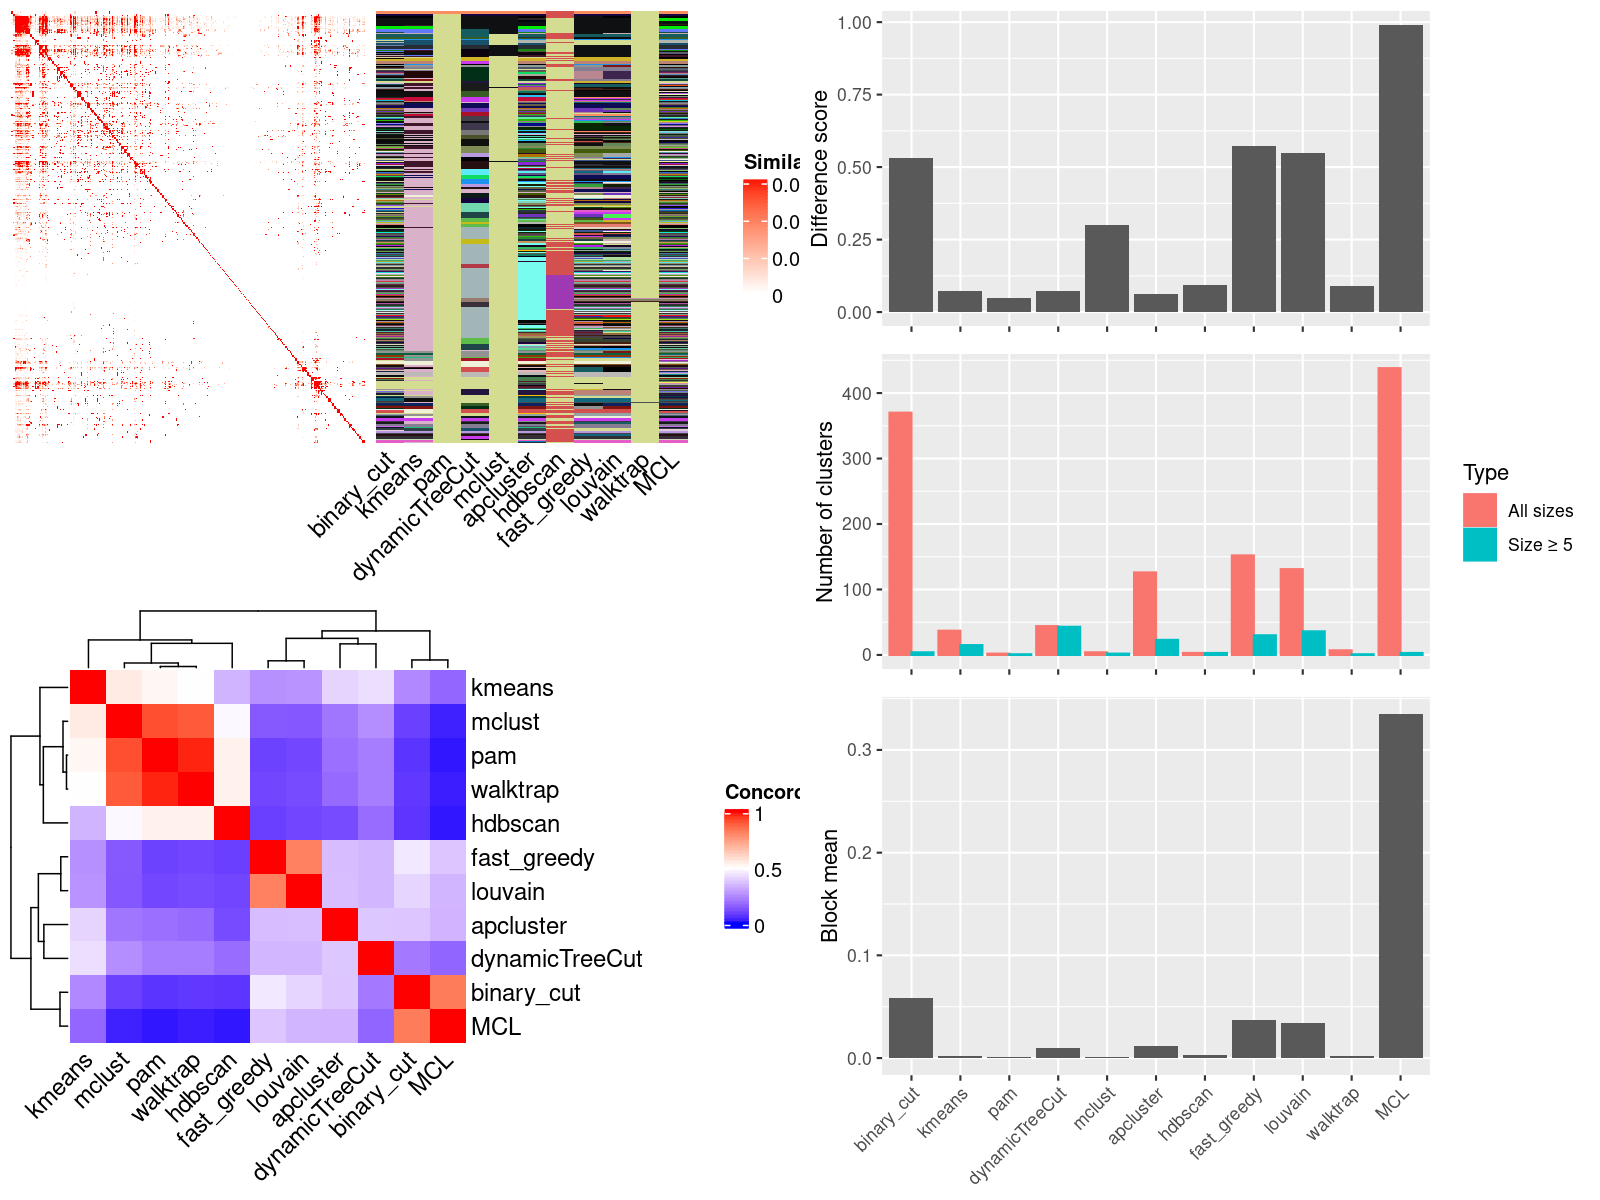 Simila
0.0
0.0
0.0
0
binary_cut
kmeans
pam
dynamicTreeCut
mclust
apcluster
hdbscan
fast_greedy
louvain
walktrap
MCL
kmeans
mclust
pam
walktrap
hdbscan
fast_greedy
louvain
apcluster
dynamicTreeCut
binary_cut
MCL
kmeans
mclust
pam
walktrap
hdbscan
fast_greedy
louvain
apcluster
dynamicTreeCut
binary_cut
MCL
Concord
1
0.5
0
Difference score
1.00
0.75
0.50
0.25
0.00
Number of clusters
400
300
200
100
0
Type
All sizes
Size ≥ 5
Block mean
0.3
0.2
0.1
0.0
binary_cut
kmeans
pam
dynamicTreeCut
mclust
apcluster
hdbscan
fast_greedy
louvain
walktrap
MCL